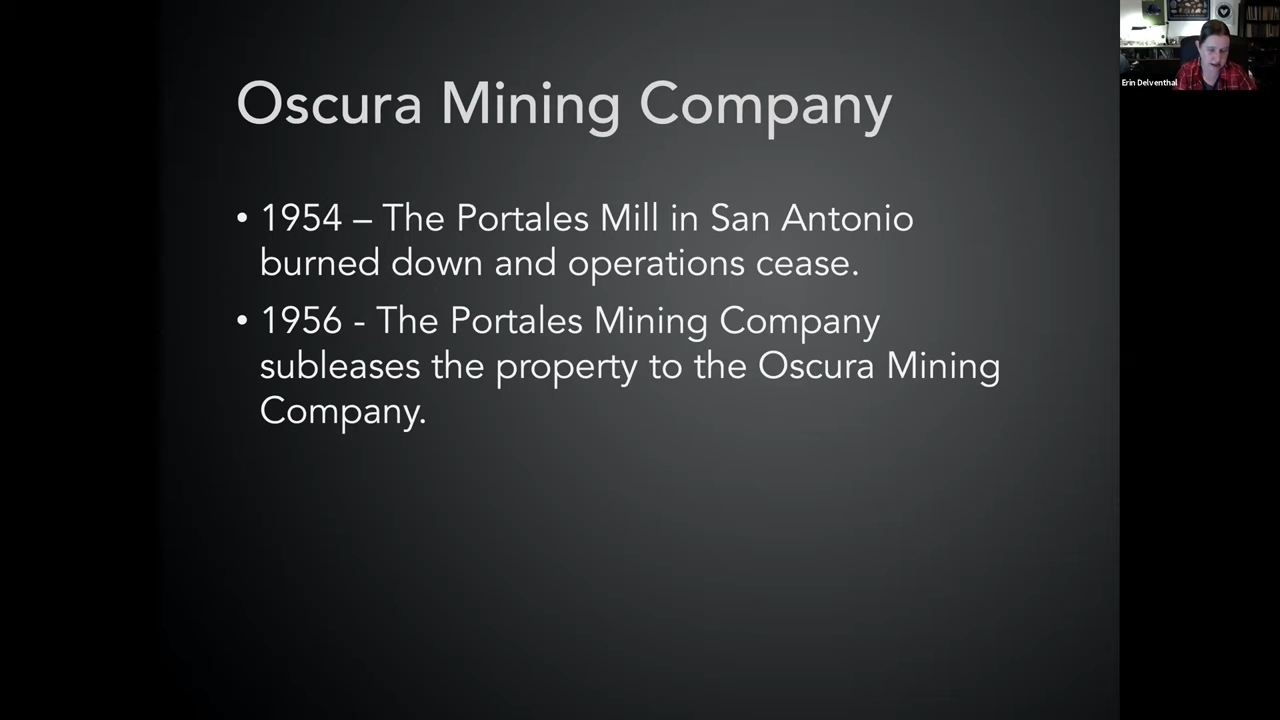 Oscura Mining Company
• 1954 – The Portales Mill in San Antonio
burned down and operations cease.
• 1956 - The Portales Mining Company
subleases the property to the Oscura Mining
Company.
Erin Delventhal